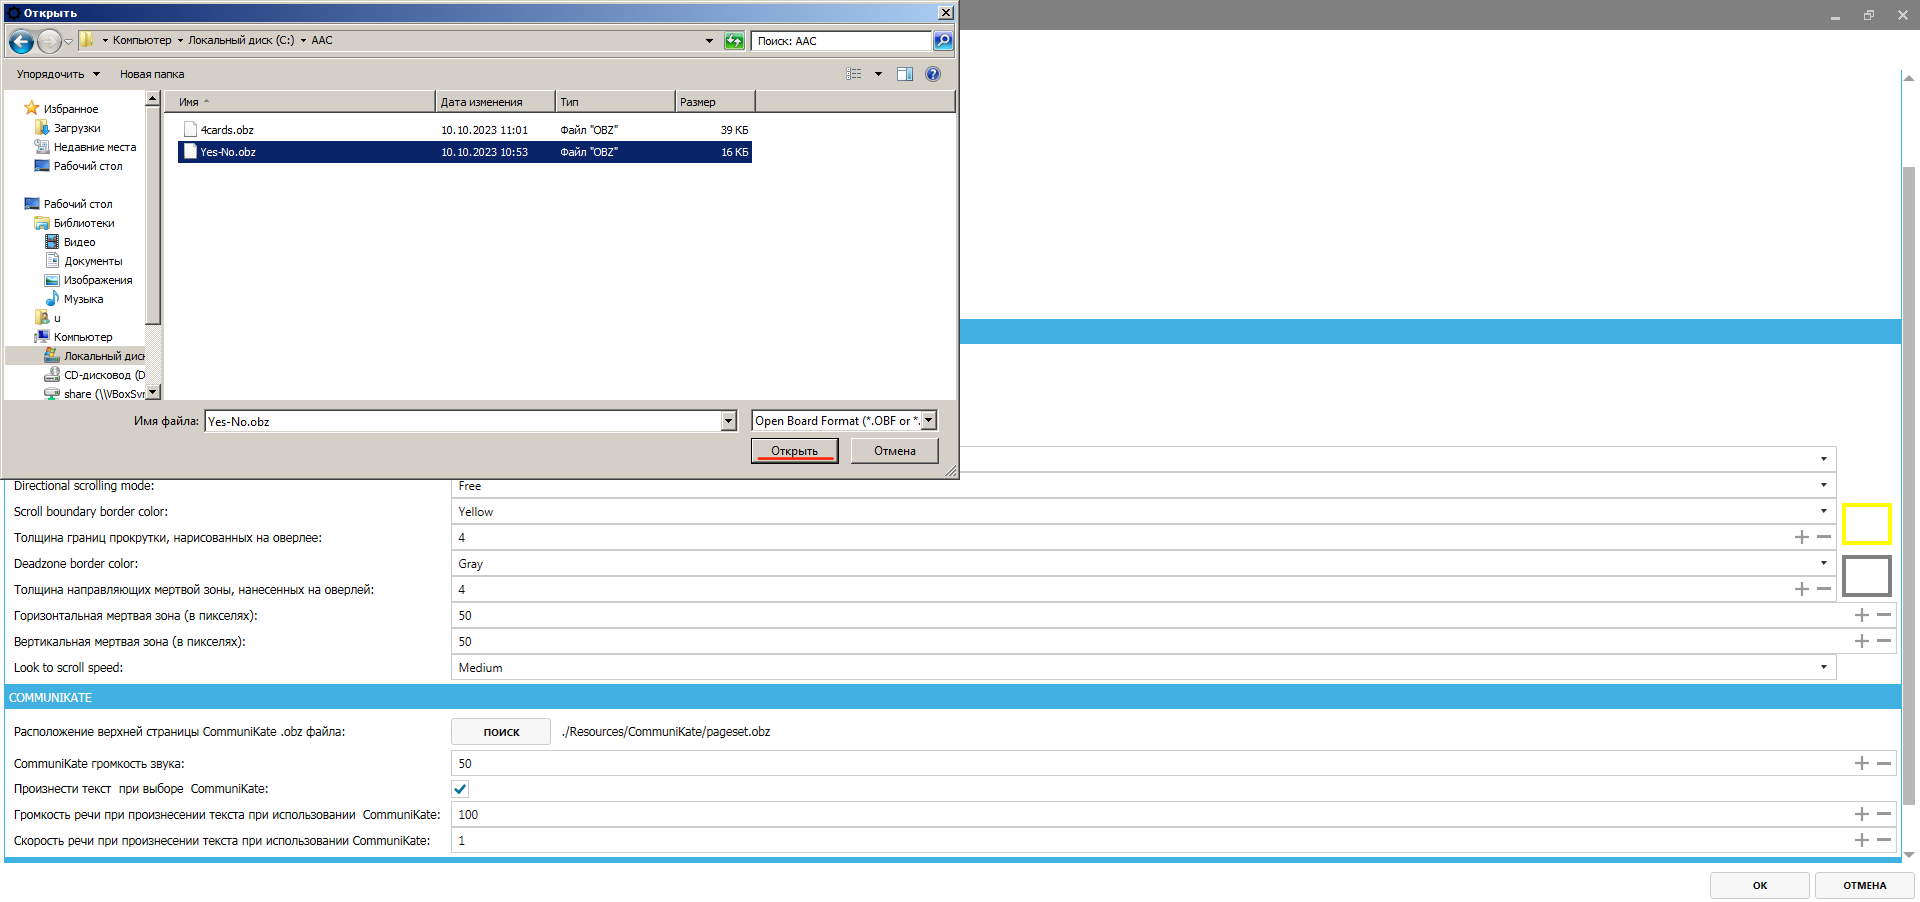 Открыть
Компьютер
Локальный диск (C:)
AAC
Поиск: AAC
Упорядочить
Новая папка
Имя
Дата изменения
Тип
Размер
Избранное
Загрузки
Недавние места
Рабочий стол
Рабочий стол
Библиотеки
Видео
Документы
Изображения
Музыка
u
Компьютер
Локальный диск
CD-дисковод (D
share (\\VBoxSvr
4cards.obz 10.10.2023 11:01 Файл "OBZ" 39 КБ
Yes-No.obz 10.10.2023 10:53 Файл "OBZ" 16 КБ
Имя файла: Yes-No.obz
Open Board Format (*.OBF or *.
Открыть
Отмена
Directional scrolling mode: Free
Scroll boundary border color: Yellow
Толщина границ прокрутки, нарисованных на оверлее: 4
Deadzone border color: Gray
Толщина направляющих мертвой зоны, нанесенных на оверлей: 4
Горизонтальная мертвая зона (в пикселях): 50
Вертикальная мертвая зона (в пикселях): 50
Look to scroll speed: Medium
COMMUNIKATE
Расположение верхней страницы CommuniKate .obz файла: ПОИСК ./Resources/CommuniKate/pageset.obz
CommuniKate громкость звука: 50
Произнести текст при выборе CommuniKate:
Громкость речи при произнесении текста при использовании CommuniKate: 100
Скорость речи при произнесении текста при использовании CommuniKate: 1
ОК
ОТМЕНА